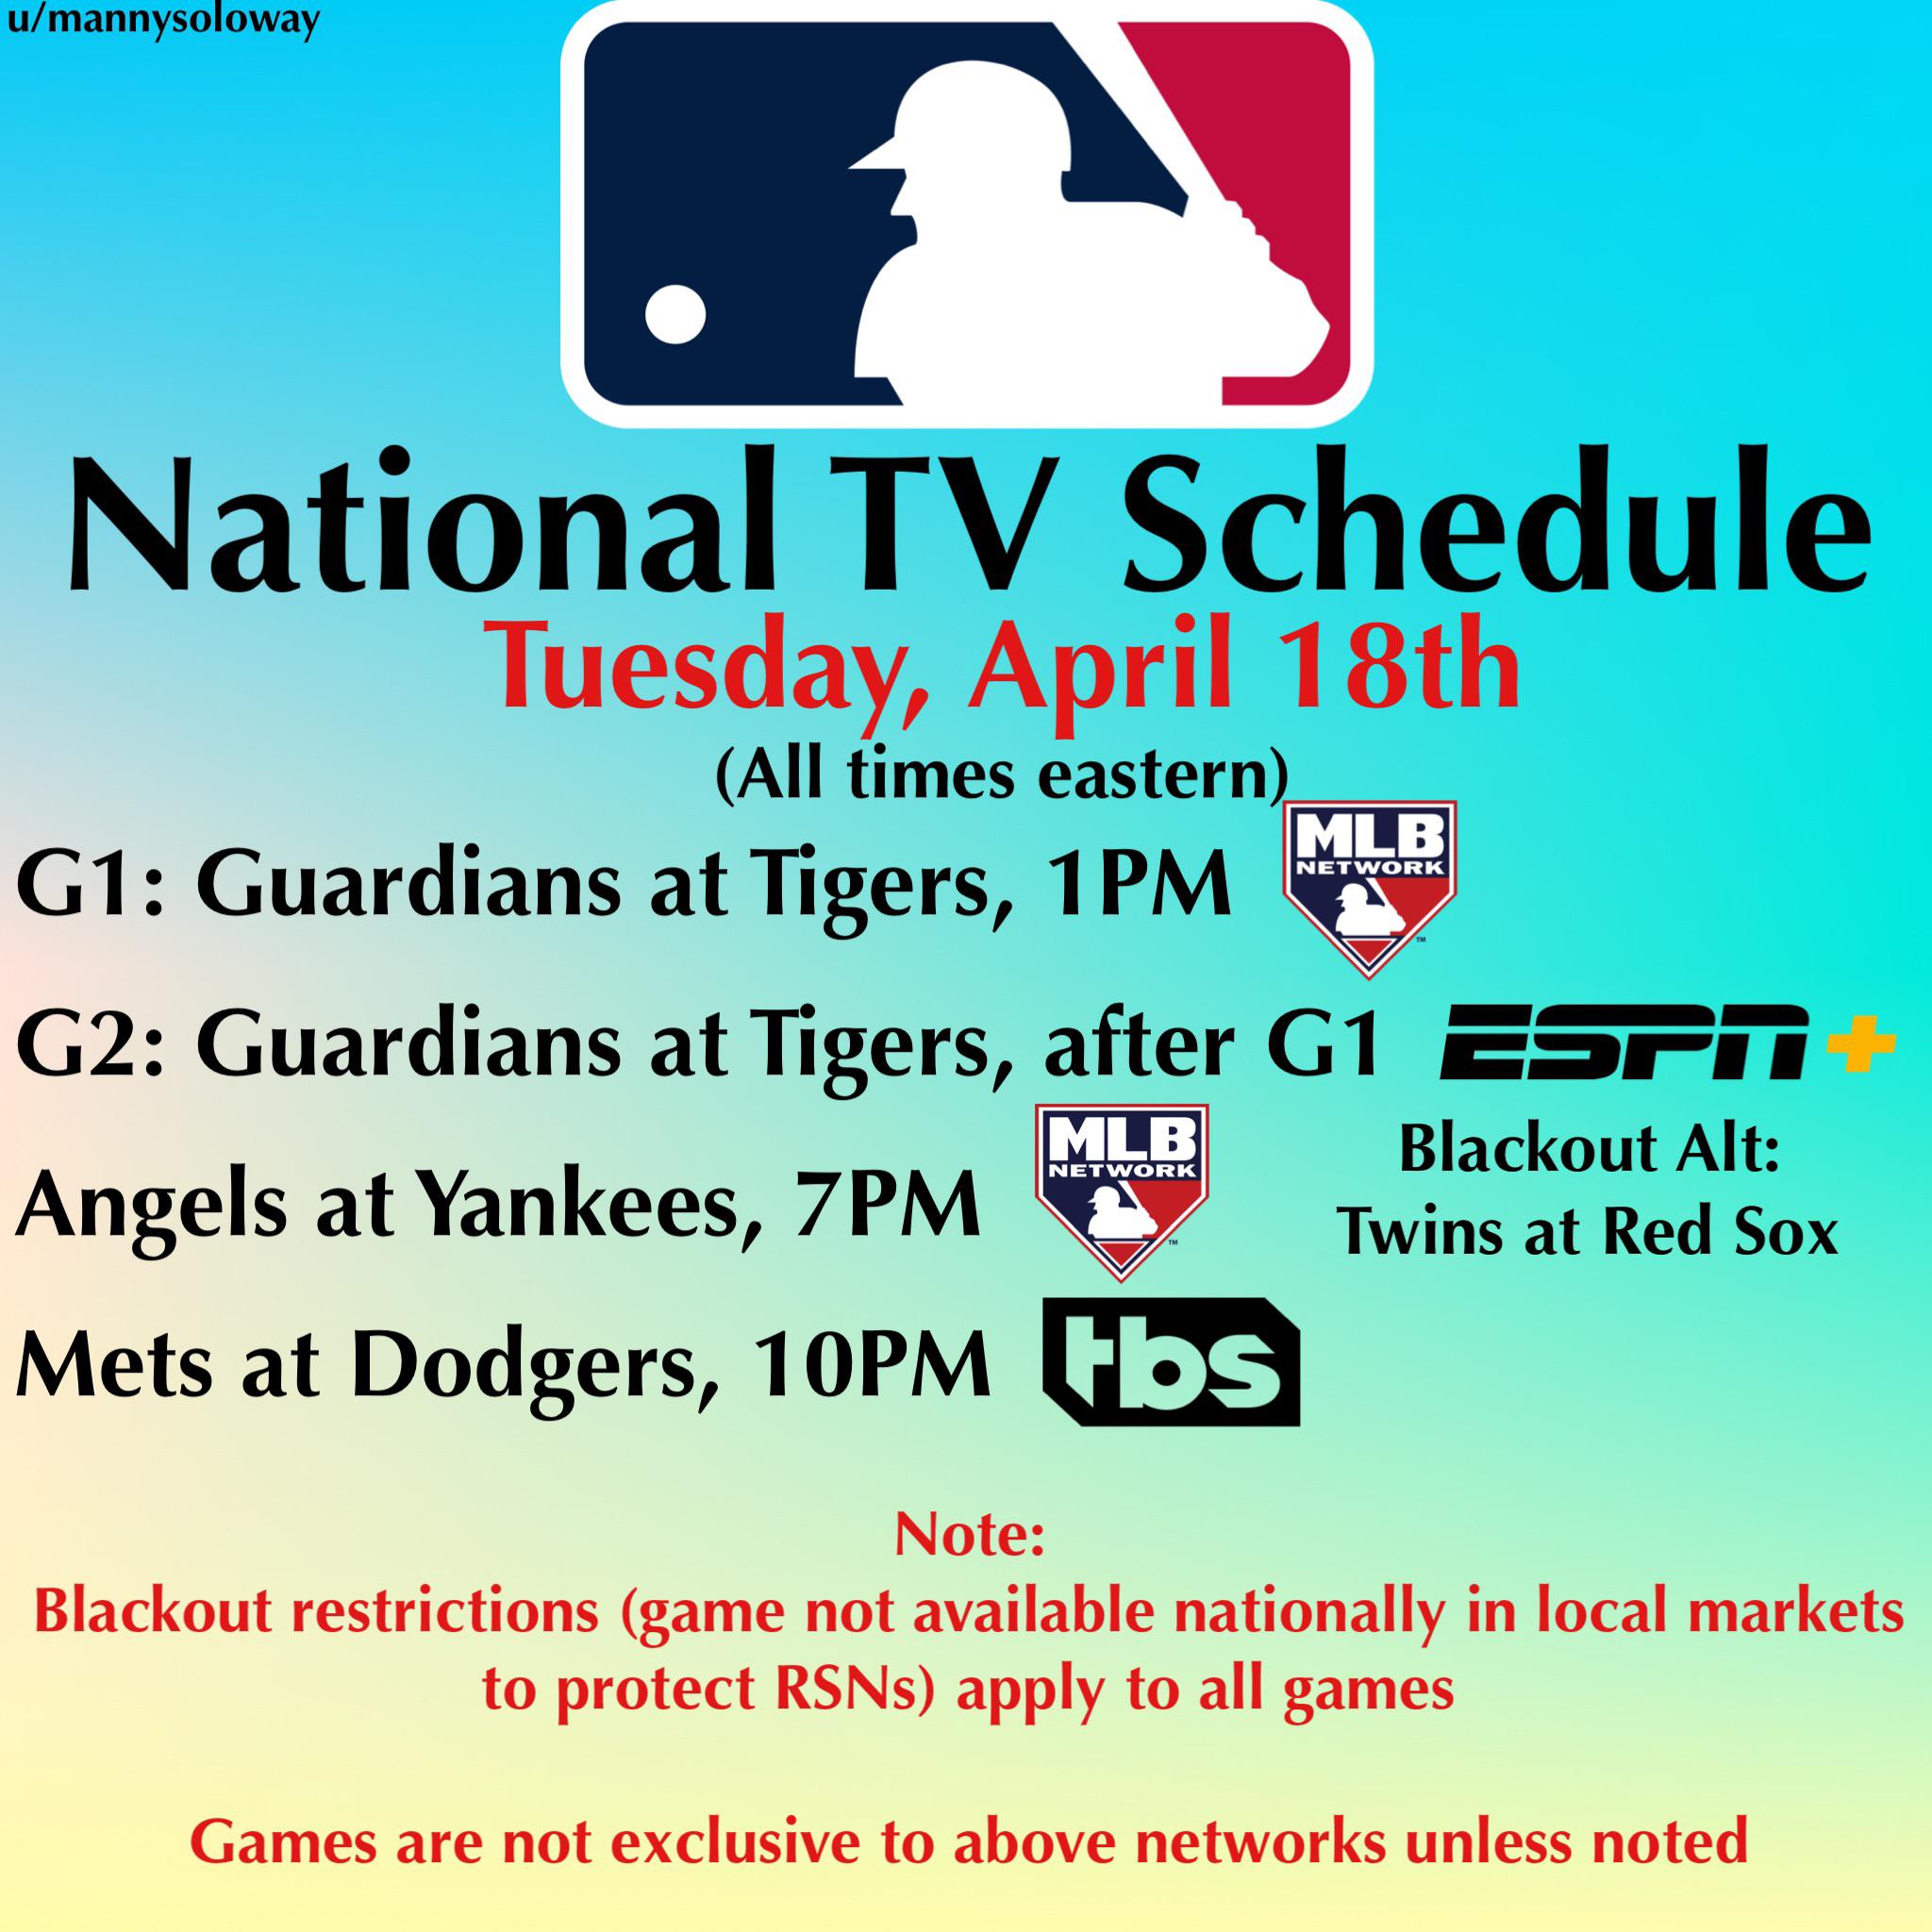 u/mannysoloway
National TV Schedule
Tuesday, April 18th
(All times eastern)
G1: Guardians at Tigers, 1PM
MLB
NETWORK
TM
G2: Guardians at Tigers, after G1
ESPN+
Angels at Yankees, 7PM
MLB
NETWORK
TM
Blackout Alt:
Twins at Red Sox
Mets at Dodgers, 10PM
tbs
Note:
Blackout restrictions (game not available nationally in local markets
to protect RSNs) apply to all games
Games are not exclusive to above networks unless noted